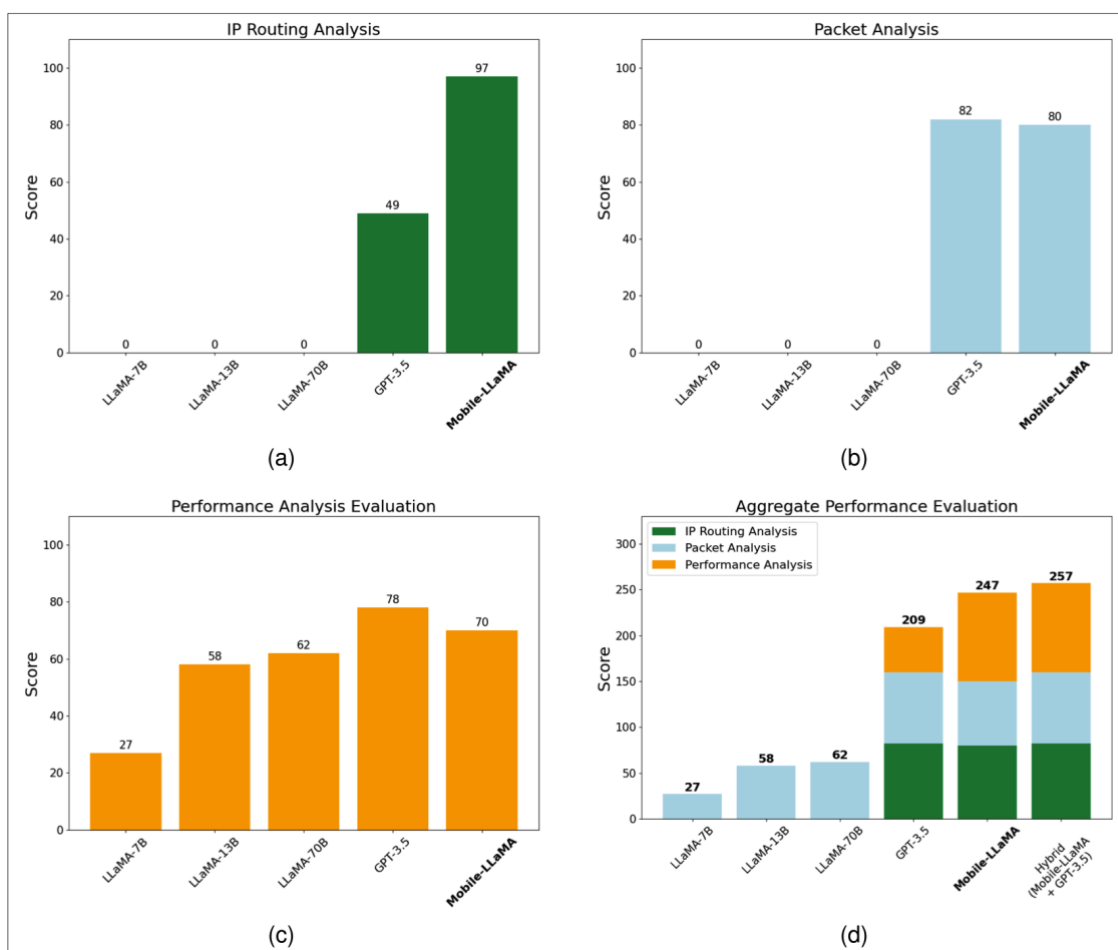 IP Routing Analysis
Score
100
80
60
40
20
0
0
0
0
49
97
LLaMA-7B
LLaMA-13B
LLaMA-70B
GPT-3.5
Mobile-LLaMA
(a)
Packet Analysis
Score
100
80
60
40
20
0
0
0
0
82
80
LLaMA-7B
LLaMA-13B
LLaMA-70B
GPT-3.5
Mobile-LLaMA
(b)
Performance Analysis Evaluation
Score
100
80
60
40
20
0
27
58
62
78
70
LLaMA-7B
LLaMA-13B
LLaMA-70B
GPT-3.5
Mobile-LLaMA
(c)
Aggregate Performance Evaluation
IP Routing Analysis
Packet Analysis
Performance Analysis
Score
300
250
200
150
100
50
0
27
58
62
209
247
257
LLaMA-7B
LLaMA-13B
LLaMA-70B
GPT-3.5
Mobile-LLaMA
Hybrid
(Mobile-LLaMA
+ GPT-3.5)
(d)